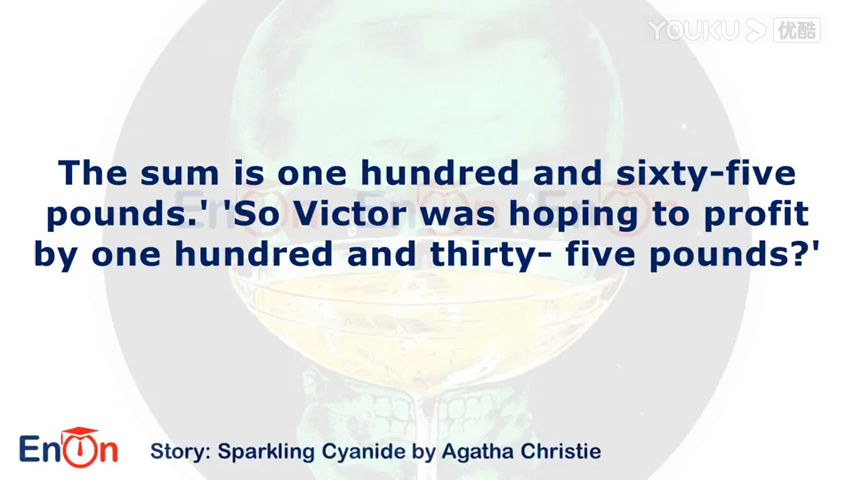 YOUKU 优酷
The sum is one hundred and sixty-five
pounds.' 'So Victor was hoping to profit
by one hundred and thirty- five pounds?'
EnOn
Story: Sparkling Cyanide by Agatha Christie